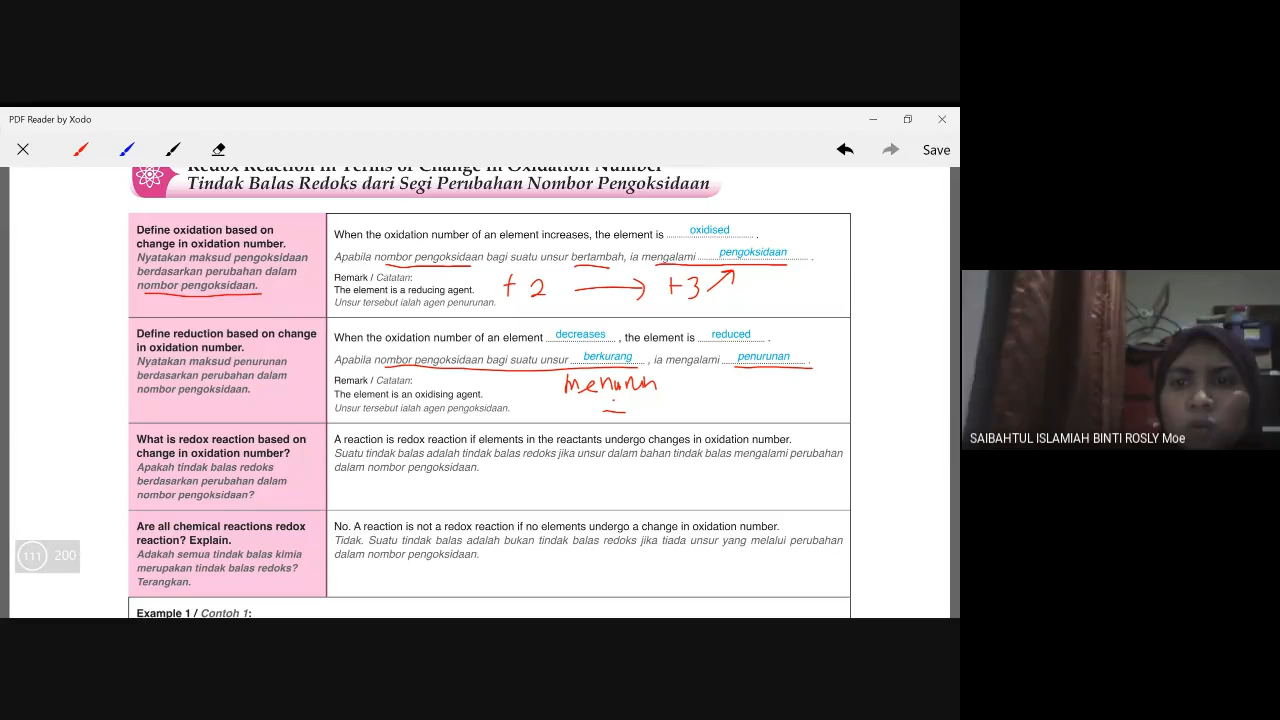 PDF Reader by Xodo
Save
Redox Reaction in Terms of Change in Oxidation Number
Tindak Balas Redoks dari Segi Perubahan Nombor Pengoksidaan
Define oxidation based on
change in oxidation number.
Nyatakan maksud pengoksidaan
berdasarkan perubahan dalam
nombor pengoksidaan.
When the oxidation number of an element increases, the element is oxidised.
Apabila nombor pengoksidaan bagi suatu unsur bertambah, ia mengalami pengoksidaan.
Remark / Catatan:
The element is a reducing agent.
Unsur tersebut ialah agen penurunan.
+2 → +3 ↗
Define reduction based on change
in oxidation number.
Nyatakan maksud penurunan
berdasarkan perubahan dalam
nombor pengoksidaan.
When the oxidation number of an element decreases, the element is reduced.
Apabila nombor pengoksidaan bagi suatu unsur berkurang, ia mengalami penurunan.
menurun
Remark / Catatan:
The element is an oxidising agent.
Unsur tersebut ialah agen pengoksidaan.
What is redox reaction based on
change in oxidation number?
Apakah tindak balas redoks
berdasarkan perubahan dalam
nombor pengoksidaan?
A reaction is redox reaction if elements in the reactants undergo changes in oxidation number.
Suatu tindak balas adalah tindak balas redoks jika unsur dalam bahan tindak balas mengalami perubahan
dalam nombor pengoksidaan.
Are all chemical reactions redox
reaction? Explain.
Adakah semua tindak balas kimia
merupakan tindak balas redoks?
Terangkan.
No. A reaction is not a redox reaction if no elements undergo a change in oxidation number.
Tidak. Suatu tindak balas adalah bukan tindak balas redoks jika tiada unsur yang melalui perubahan
dalam nombor pengoksidaan.
Example 1 / Contoh 1:
111 200
SAIBAHTUL ISLAMIAH BINTI ROSLY Moe